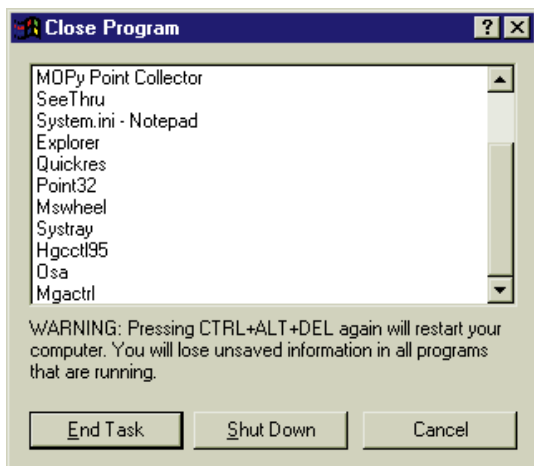 Close Program
MOPy Point Collector
SeeThru
System.ini - Notepad
Explorer
Quickres
Point32
Mswheel
Systray
Hgcctl95
Osa
Mgactrl
WARNING: Pressing CTRL+ALT+DEL again will restart your
computer. You will lose unsaved information in all programs
that are running.
End Task Shut Down Cancel